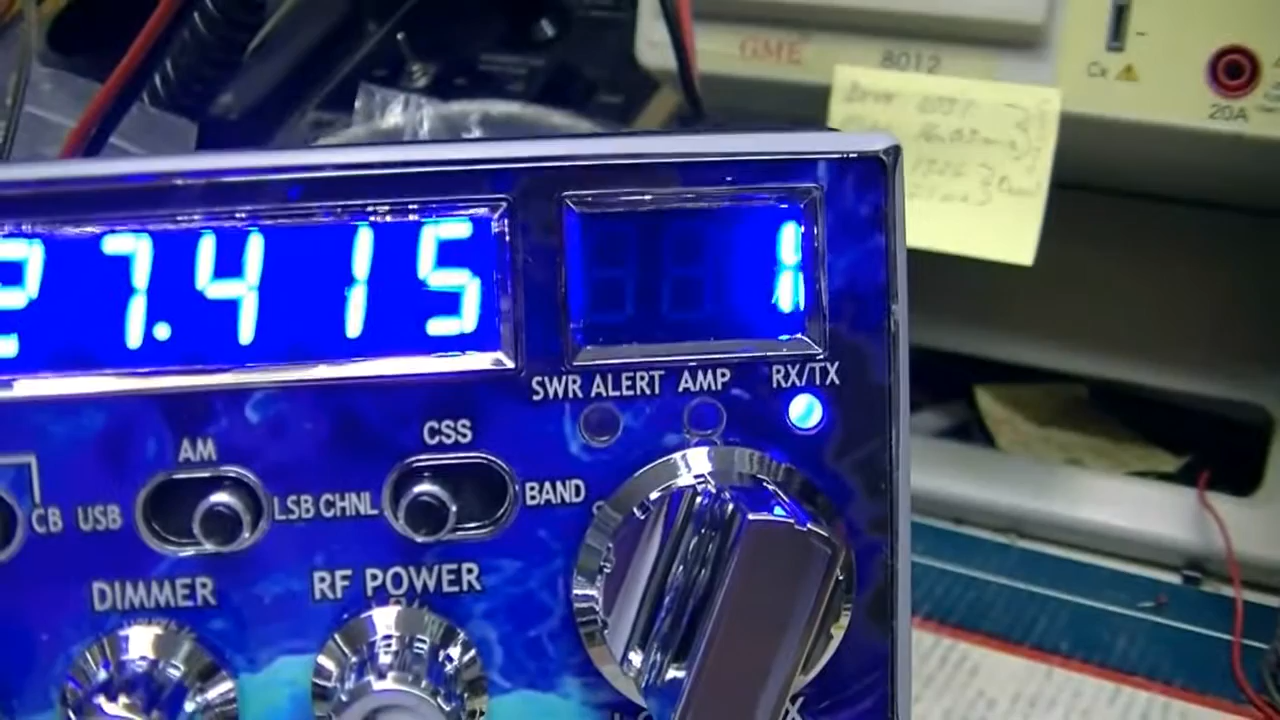 GME 8012
Cx
20A
27.415 1
SWR ALERT AMP RX/TX
AM CSS
CB USB LSB CHNL BAND
DIMMER RF POWER